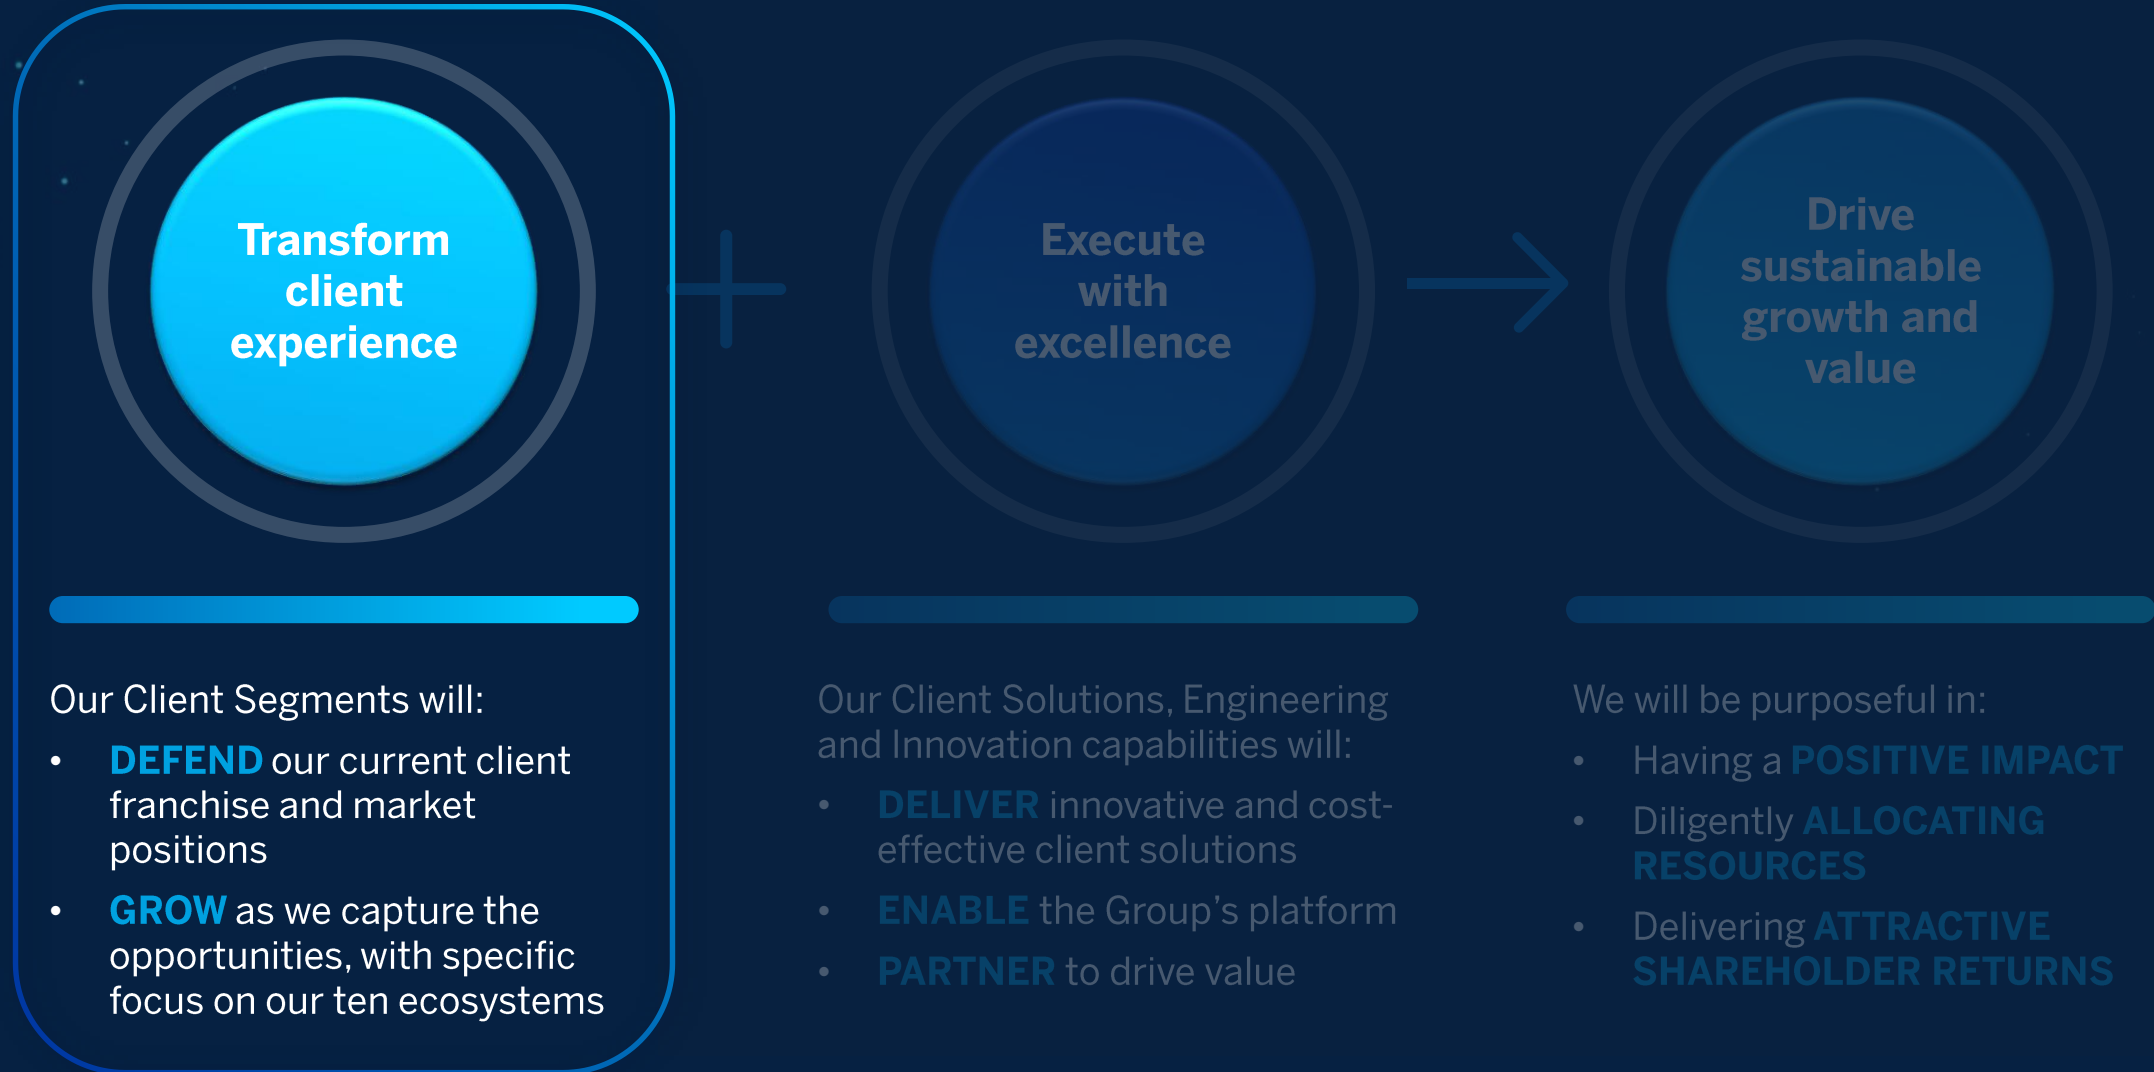 Transform
client
experience
Our Client Segments will:
• DEFEND our current client
franchise and market
positions
• GROW as we capture the
opportunities, with specific
focus on our ten ecosystems
Execute
with
excellence
Our Client Solutions, Engineering
and Innovation capabilities will:
• DELIVER innovative and cost-
effective client solutions
• ENABLE the Group’s platform
• PARTNER to drive value
Drive
sustainable
growth and
value
We will be purposeful in:
• Having a POSITIVE IMPACT
• Diligently ALLOCATING
RESOURCES
• Delivering ATTRACTIVE
SHAREHOLDER RETURNS